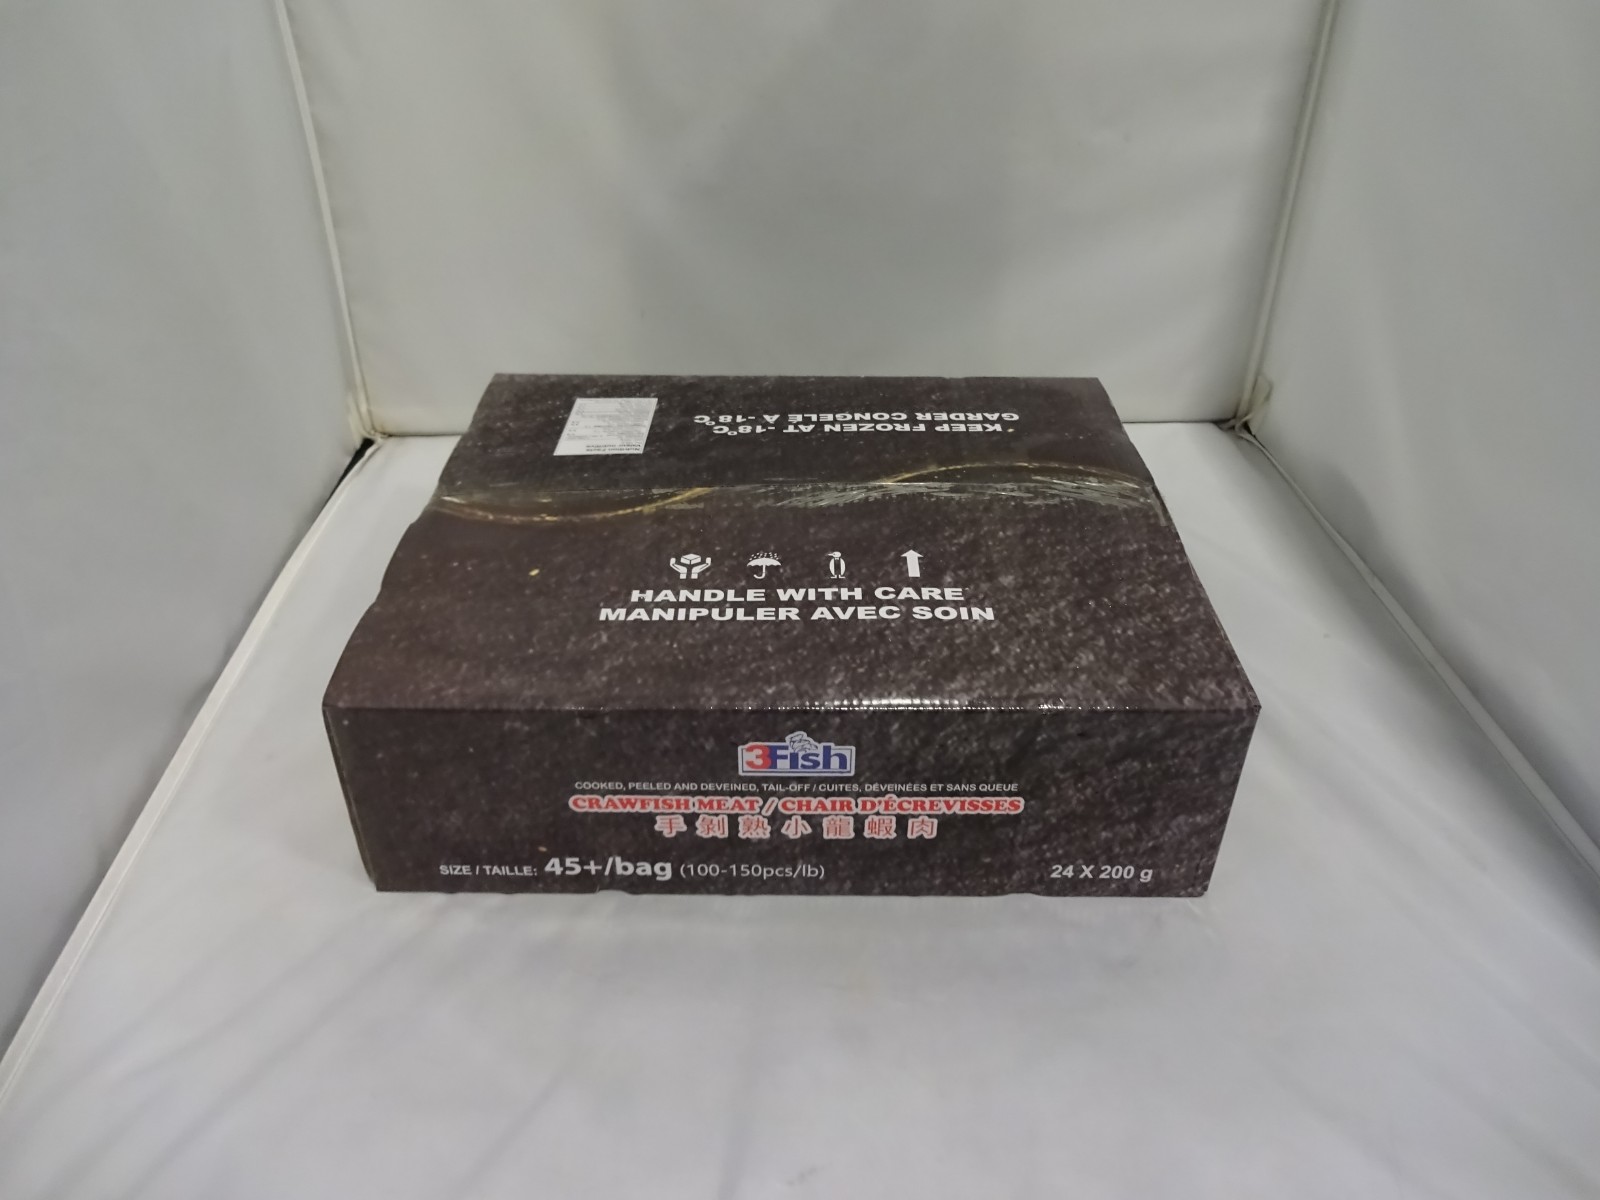 GARDER CONGELÉ À -18°C
KEEP FROZEN AT -18°C
HANDLE WITH CARE
MANIPULER AVEC SOIN
3Fish
COOKED, PEELED AND DEVEINED, TAIL-OFF / CUITES, DÉVEINÉES ET SANS QUEUE
CRAWFISH MEAT / CHAIR D'ÉCREVISSES
手剝熟小龍蝦肉
SIZE / TAILLE: 45+/bag (100-150pcs/lb)
24 X 200 g